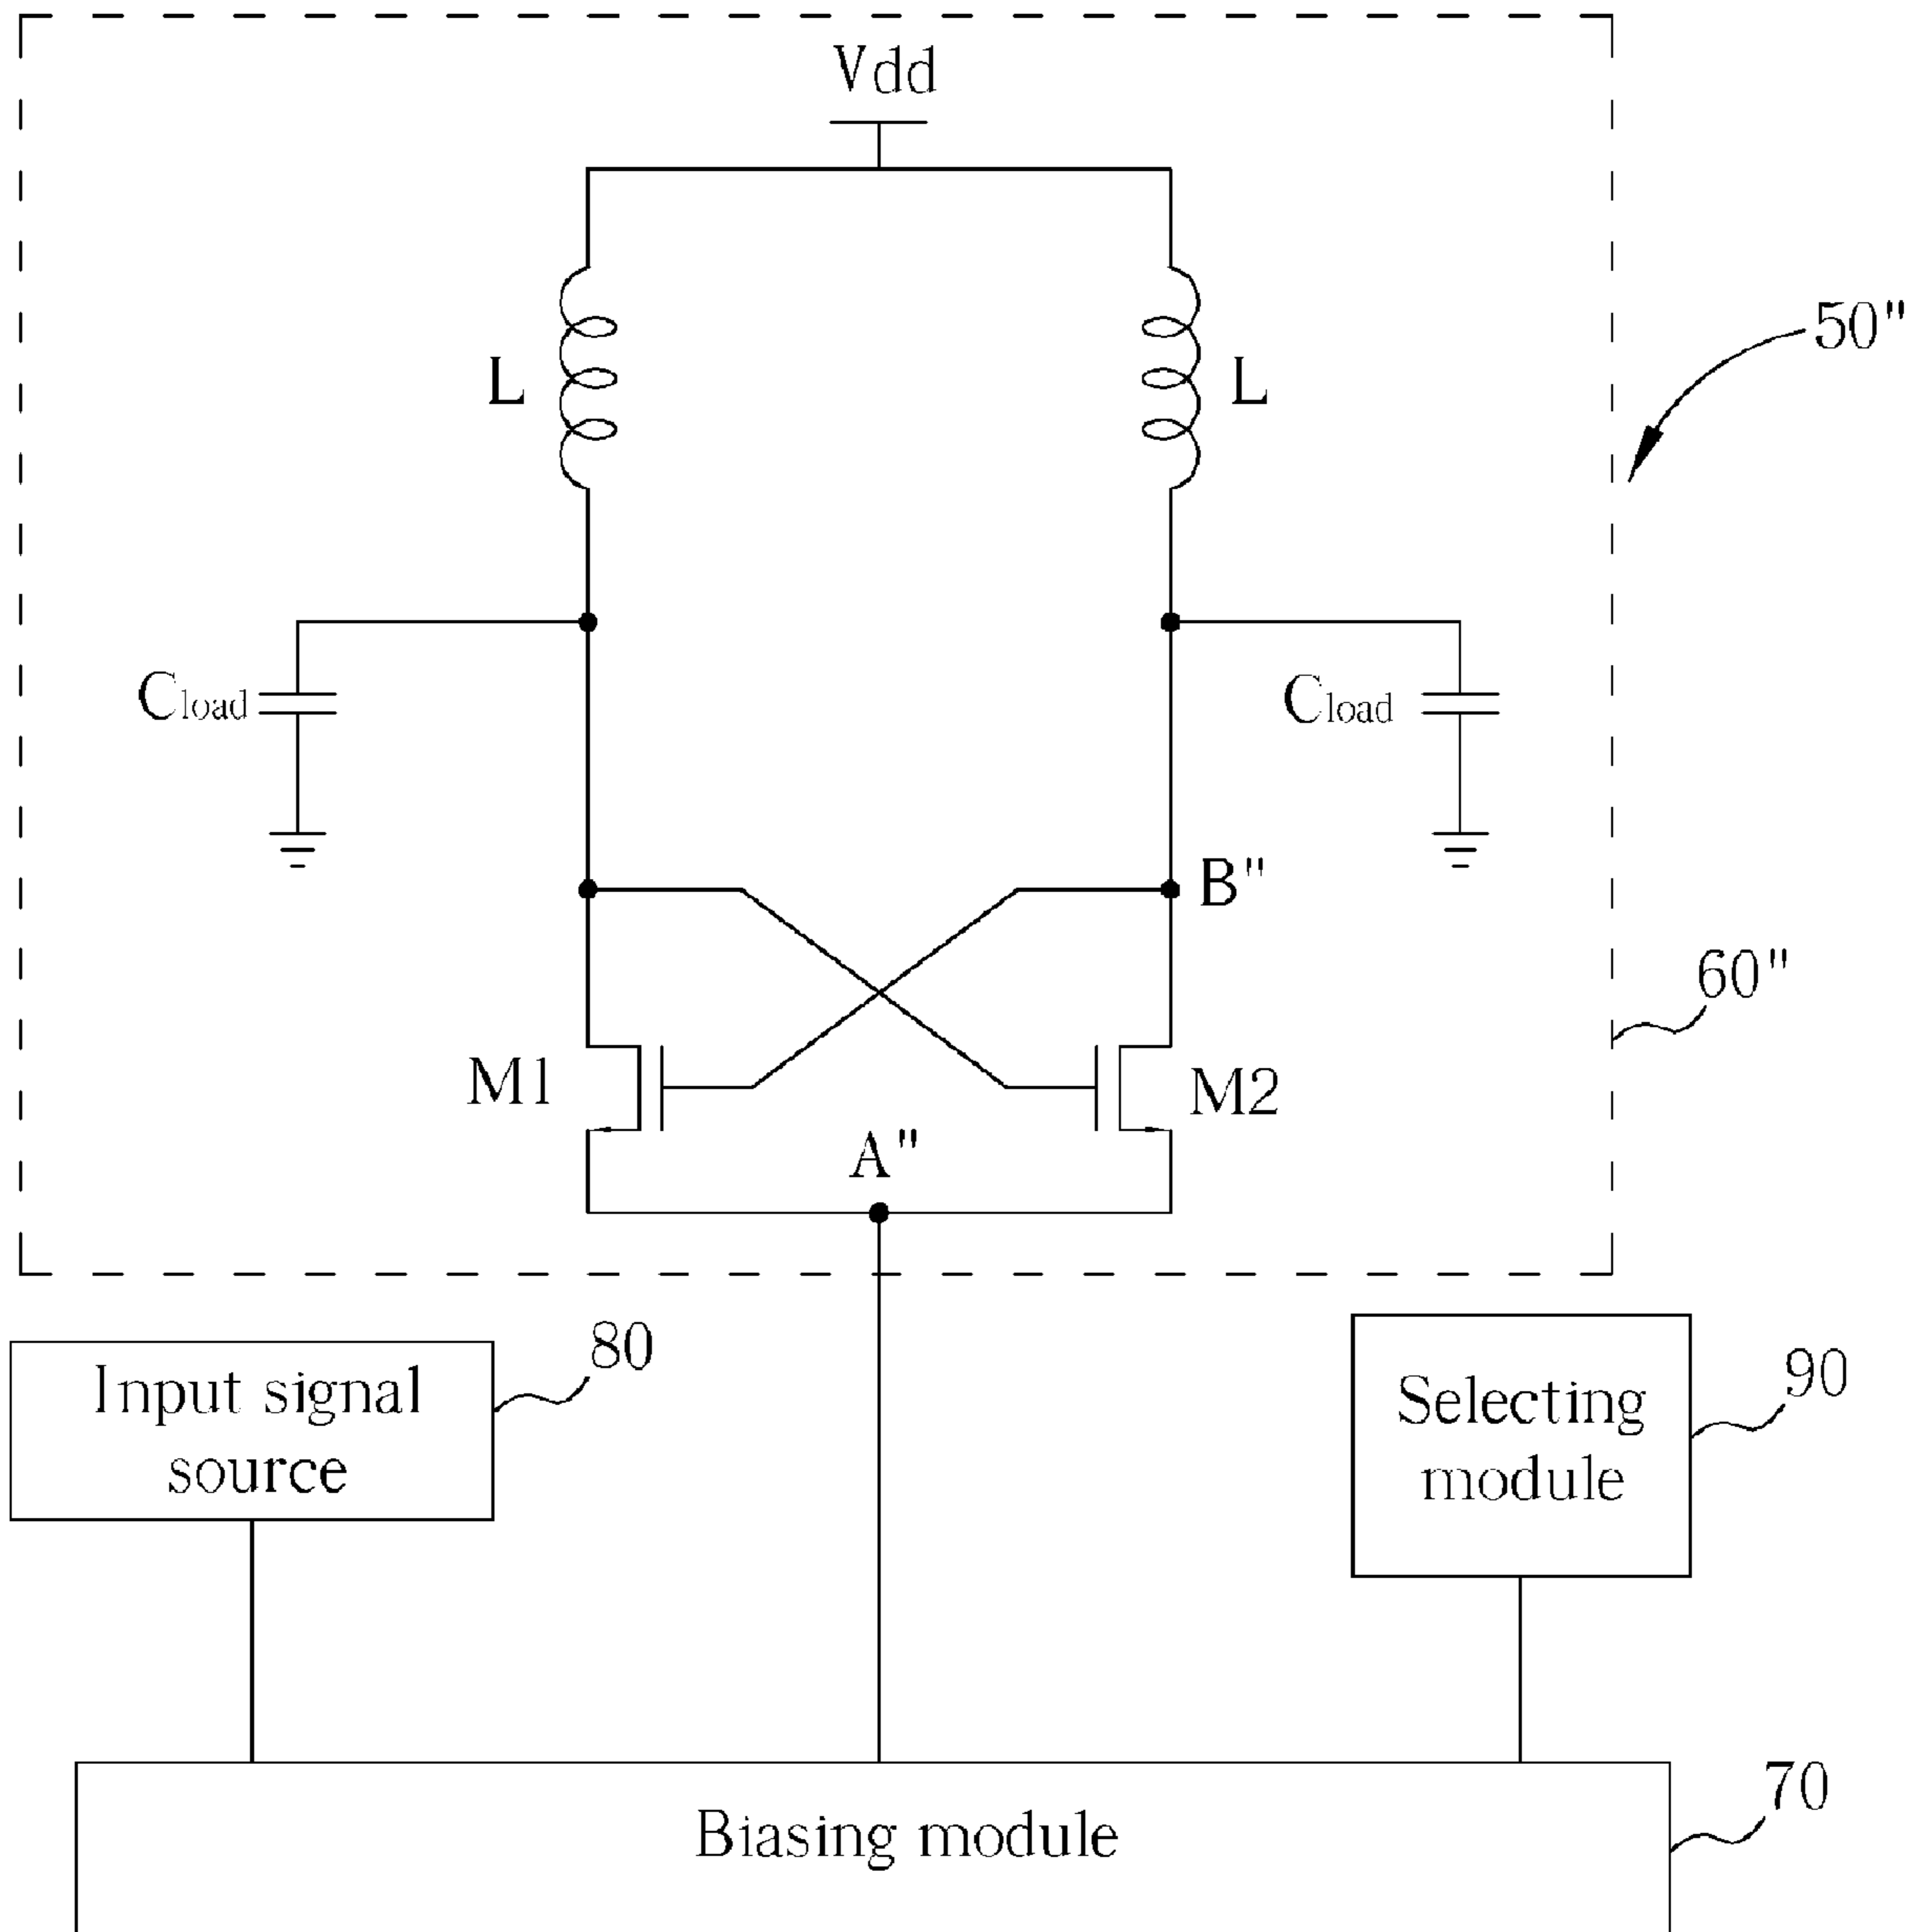 Vdd
50"
L
L
Cload
Cload
B"
60"
M1
M2
A"
80
Input signal
source
90
Selecting
module
70
Biasing module